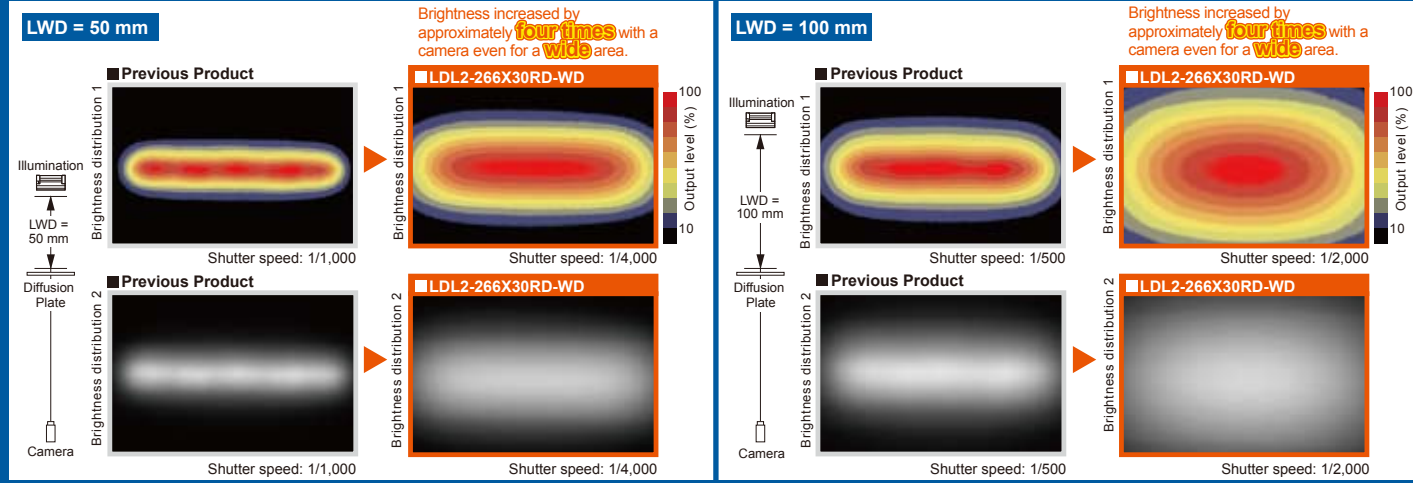 LWD = 50 mm
Brightness increased by
approximately four times with a
camera even for a wide area.
■Previous Product
■LDL2-266X30RD-WD
Brightness distribution 1
Brightness distribution 1
100
Output level (%)
10
Illumination
LWD =
50 mm
Shutter speed: 1/1,000
Shutter speed: 1/4,000
■Previous Product
■LDL2-266X30RD-WD
Diffusion
Plate
Brightness distribution 2
Brightness distribution 2
Camera
Shutter speed: 1/1,000
Shutter speed: 1/4,000
LWD = 100 mm
Brightness increased by
approximately four times with a
camera even for a wide area.
■Previous Product
■LDL2-266X30RD-WD
Illumination
Brightness distribution 1
Brightness distribution 1
100
Output level (%)
10
LWD =
100 mm
Shutter speed: 1/500
Shutter speed: 1/2,000
■Previous Product
■LDL2-266X30RD-WD
Diffusion
Plate
Brightness distribution 2
Brightness distribution 2
Camera
Shutter speed: 1/500
Shutter speed: 1/2,000